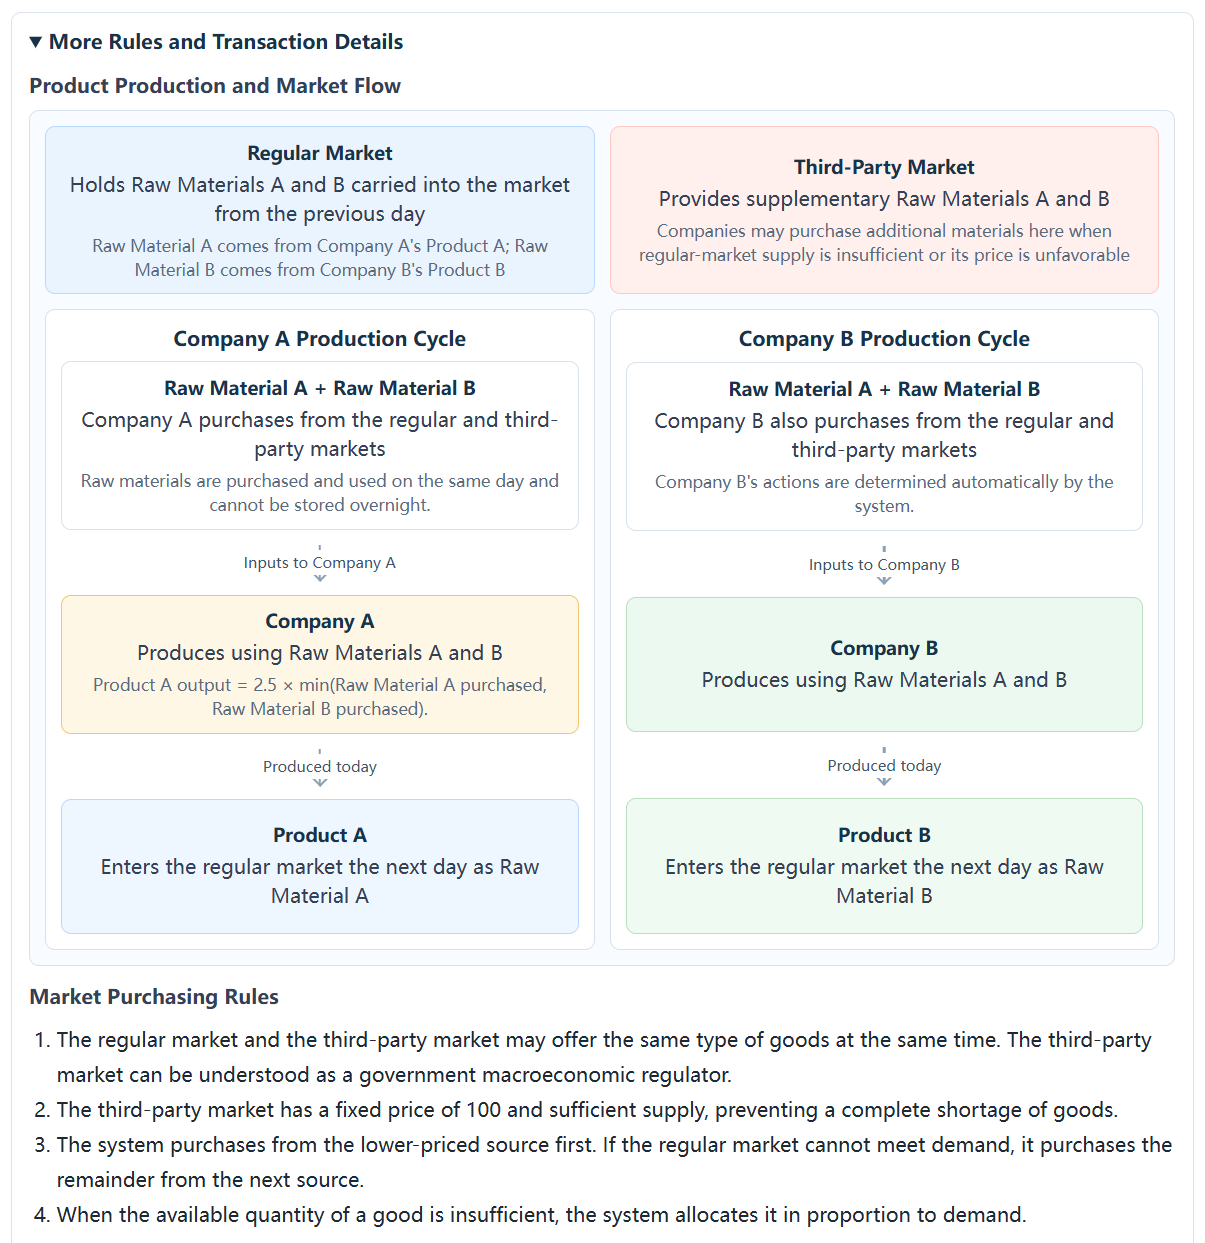 ▼ More Rules and Transaction Details
Product Production and Market Flow
Regular Market
Holds Raw Materials A and B carried into the market
from the previous day
Raw Material A comes from Company A's Product A; Raw
Material B comes from Company B's Product B
Third-Party Market
Provides supplementary Raw Materials A and B
Companies may purchase additional materials here when
regular-market supply is insufficient or its price is unfavorable
Company A Production Cycle
Raw Material A + Raw Material B
Company A purchases from the regular and third-
party markets
Raw materials are purchased and used on the same day and
cannot be stored overnight.
Inputs to Company A
Company A
Produces using Raw Materials A and B
Product A output = 2.5 × min(Raw Material A purchased,
Raw Material B purchased).
Produced today
Product A
Enters the regular market the next day as Raw
Material A
Company B Production Cycle
Raw Material A + Raw Material B
Company B also purchases from the regular and
third-party markets
Company B's actions are determined automatically by the
system.
Inputs to Company B
Company B
Produces using Raw Materials A and B
Produced today
Product B
Enters the regular market the next day as Raw
Material B
Market Purchasing Rules
1. The regular market and the third-party market may offer the same type of goods at the same time. The third-party
market can be understood as a government macroeconomic regulator.
2. The third-party market has a fixed price of 100 and sufficient supply, preventing a complete shortage of goods.
3. The system purchases from the lower-priced source first. If the regular market cannot meet demand, it purchases the
remainder from the next source.
4. When the available quantity of a good is insufficient, the system allocates it in proportion to demand.